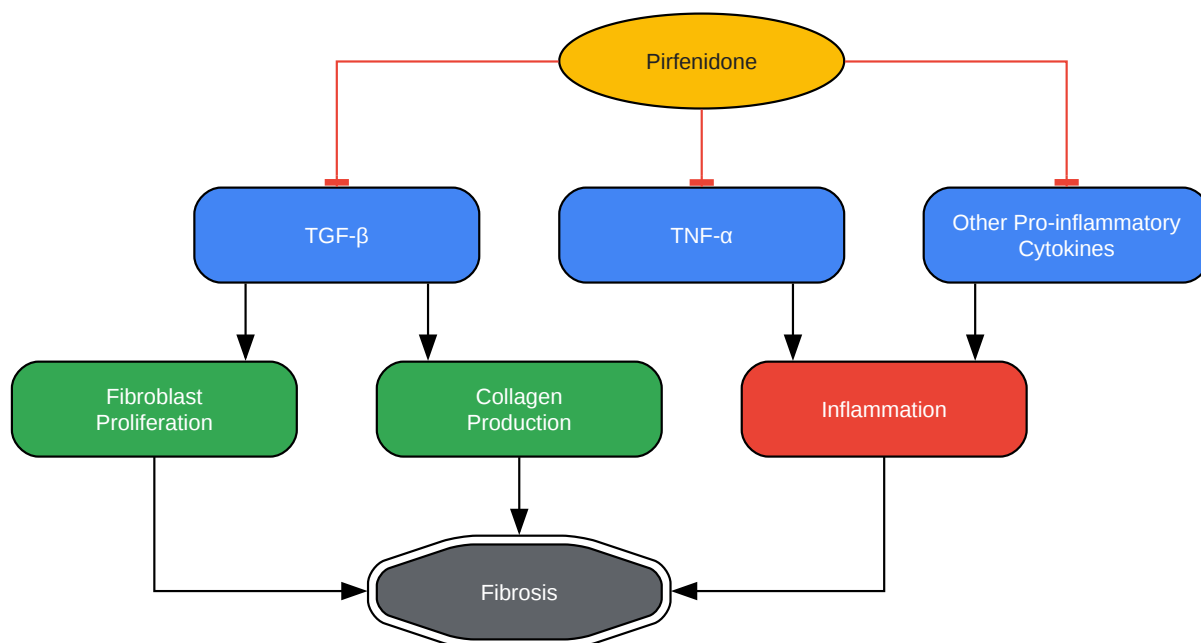 Pirfenidone
TGF-β
TNF-α
Other Pro-inflammatory
Cytokines
Fibroblast
Proliferation
Collagen
Production
Inflammation
Fibrosis